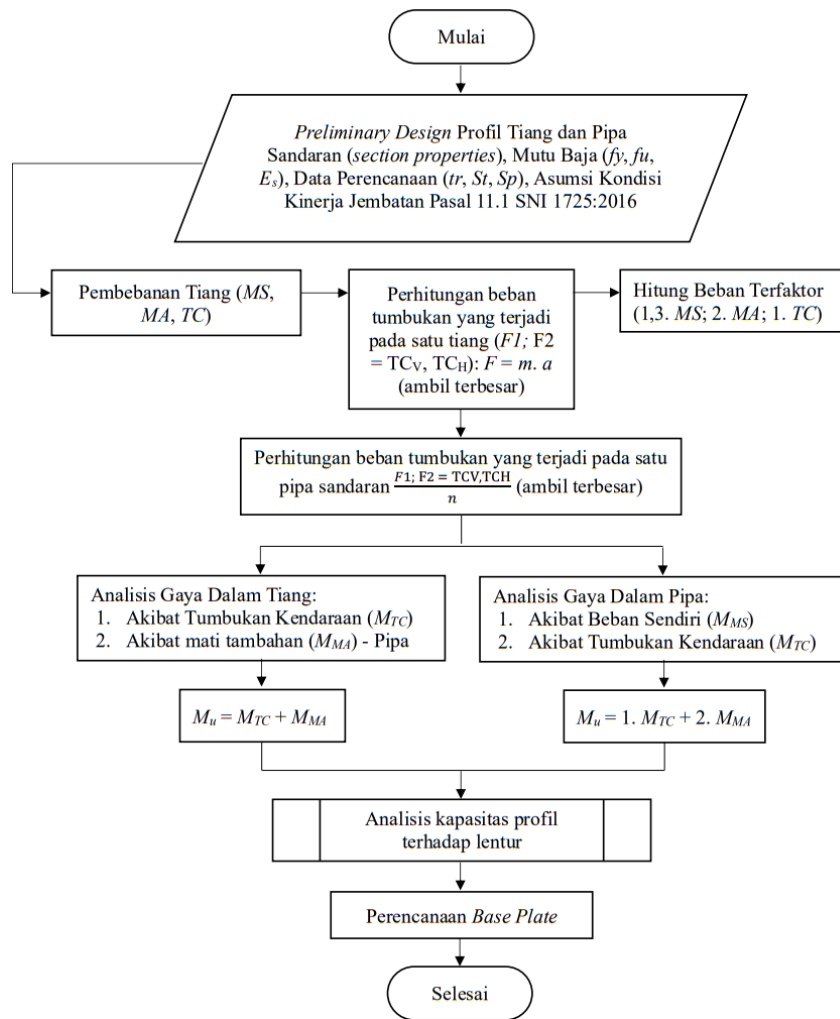 Mulai
Preliminary Design Profil Tiang dan Pipa
Sandaran (section properties), Mutu Baja (fy, fu,
Es), Data Perencanaan (tr, St, Sp), Asumsi Kondisi
Kinerja Jembatan Pasal 11.1 SNI 1725:2016
Pembebanan Tiang (MS,
MA, TC)
Perhitungan beban
tumbukan yang terjadi
pada satu tiang (F1; F2
= TCV, TCH): F = m. a
(ambil terbesar)
Hitung Beban Terfaktor
(1,3. MS; 2. MA; 1. TC)
Perhitungan beban tumbukan yang terjadi pada satu
pipa sandaran F1; F2 = TCV,TCH / n (ambil terbesar)
Analisis Gaya Dalam Tiang:
1. Akibat Tumbukan Kendaraan (MTC)
2. Akibat mati tambahan (MMA) - Pipa
Analisis Gaya Dalam Pipa:
1. Akibat Beban Sendiri (MMS)
2. Akibat Tumbukan Kendaraan (MTC)
Mu = MTC + MMA
Mu = 1. MTC + 2. MMA
Analisis kapasitas profil
terhadap lentur
Perencanaan Base Plate
Selesai